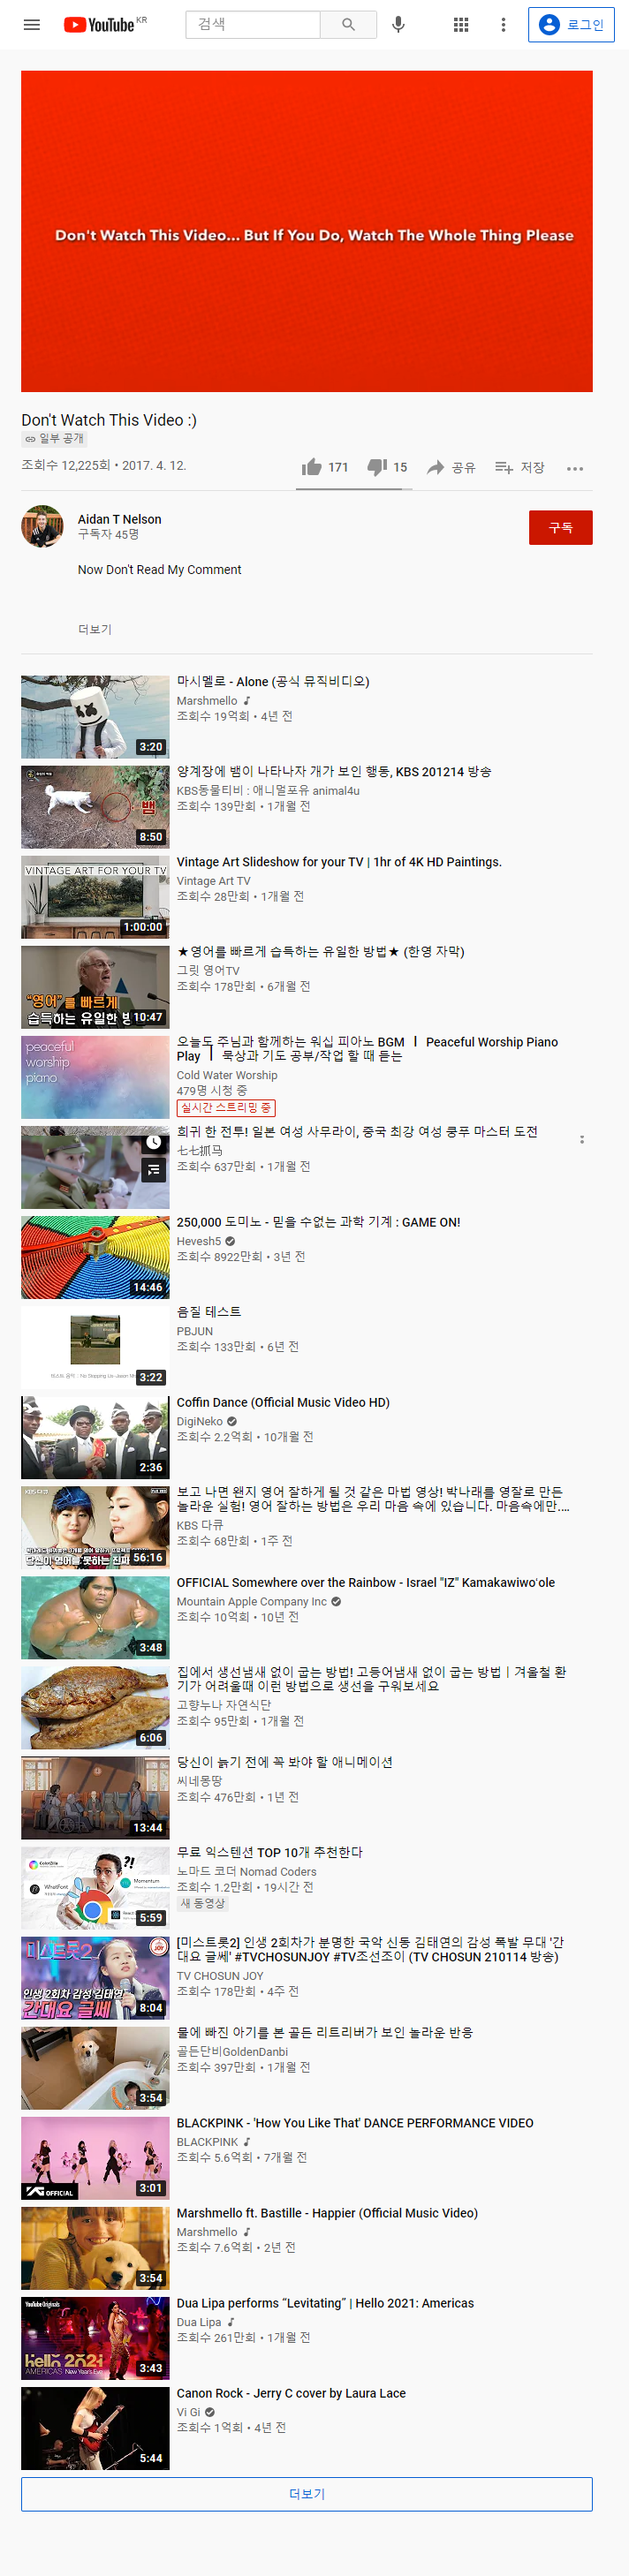 YouTube KR
검색
로그인
Don't Watch This Video... But If You Do, Watch The Whole Thing Please
Don't Watch This Video :)
일부 공개
조회수 12,225회 • 2017. 4. 12.
171
15
공유
저장
Aidan T Nelson
구독자 45명
구독
Now Don't Read My Comment
더보기
마시멜로 - Alone (공식 뮤직비디오)
Marshmello
조회수 19억회 • 4년 전
3:20
양계장에 뱀이 나타나자 개가 보인 행동, KBS 201214 방송
KBS동물티비 : 애니멀포유 animal4u
조회수 139만회 • 1개월 전
뱀
8:50
Vintage Art Slideshow for your TV | 1hr of 4K HD Paintings.
VINTAGE ART FOR YOUR TV
Vintage Art TV
조회수 28만회 • 1개월 전
1:00:00
★영어를 빠르게 습득하는 유일한 방법★ (한영 자막)
그릿 영어TV
조회수 178만회 • 6개월 전
“영어”를 빠르게
습득하는 유일한 방
10:47
오늘도 주님과 함께하는 워십 피아노 BGM ㅣ Peaceful Worship Piano
Play ㅣ 묵상과 기도 공부/작업 할 때 듣는
peaceful
worship
piano
Cold Water Worship
479명 시청 중
실시간 스트리밍 중
희귀 한 전투! 일본 여성 사무라이, 중국 최강 여성 쿵푸 마스터 도전
七七抓马
조회수 637만회 • 1개월 전
250,000 도미노 - 믿을 수없는 과학 기계 : GAME ON!
Hevesh5
조회수 8922만회 • 3년 전
14:46
음질 테스트
PBJUN
조회수 133만회 • 6년 전
3:22
Coffin Dance (Official Music Video HD)
DigiNeko
조회수 2.2억회 • 10개월 전
2:36
보고 나면 왠지 영어 잘하게 될 것 같은 마법 영상! 박나래를 영잘로 만든
놀라운 실험! 영어 잘하는 방법은 우리 마음 속에 있습니다. 마음속에만....
KBS 다큐
KBS 다큐
조회수 68만회 • 1주 전
당신이 영어를 못하는 진짜
56:16
OFFICIAL Somewhere over the Rainbow - Israel "IZ" Kamakawiwoʻole
Mountain Apple Company Inc
조회수 10억회 • 10년 전
3:48
집에서 생선냄새 없이 굽는 방법! 고등어냄새 없이 굽는 방법ㅣ겨울철 환
기가 어려울때 이런 방법으로 생선을 구워보세요
고향누나 자연식단
조회수 95만회 • 1개월 전
6:06
당신이 늙기 전에 꼭 봐야 할 애니메이션
씨네몽땅
조회수 476만회 • 1년 전
13:44
무료 익스텐션 TOP 10개 추천한다
노마드 코더 Nomad Coders
조회수 1.2만회 • 19시간 전
새 동영상
ColorZilla
?!
WhatFont
Momentum
5:59
[미스트롯2] 인생 2회차가 분명한 국악 신동 김태연의 감성 폭발 무대 '간
대요 글쎄' #TVCHOSUNJOY #TV조선조이 (TV CHOSUN 210114 방송)
미스트롯2
JOY
TV CHOSUN JOY
조회수 178만회 • 4주 전
인생 2회차 감성 김태연
간대요 글쎄
8:04
물에 빠진 아기를 본 골든 리트리버가 보인 놀라운 반응
골든단비GoldenDanbi
조회수 397만회 • 1개월 전
3:54
BLACKPINK - 'How You Like That' DANCE PERFORMANCE VIDEO
BLACKPINK
조회수 5.6억회 • 7개월 전
YG OFFICIAL
3:01
Marshmello ft. Bastille - Happier (Official Music Video)
Marshmello
조회수 7.6억회 • 2년 전
3:54
Dua Lipa performs “Levitating” | Hello 2021: Americas
YouTube Originals
Dua Lipa
조회수 261만회 • 1개월 전
hello 2021
AMERICAS New Year's Eve
3:43
Canon Rock - Jerry C cover by Laura Lace
Vi Gi
조회수 1억회 • 4년 전
5:44
더보기